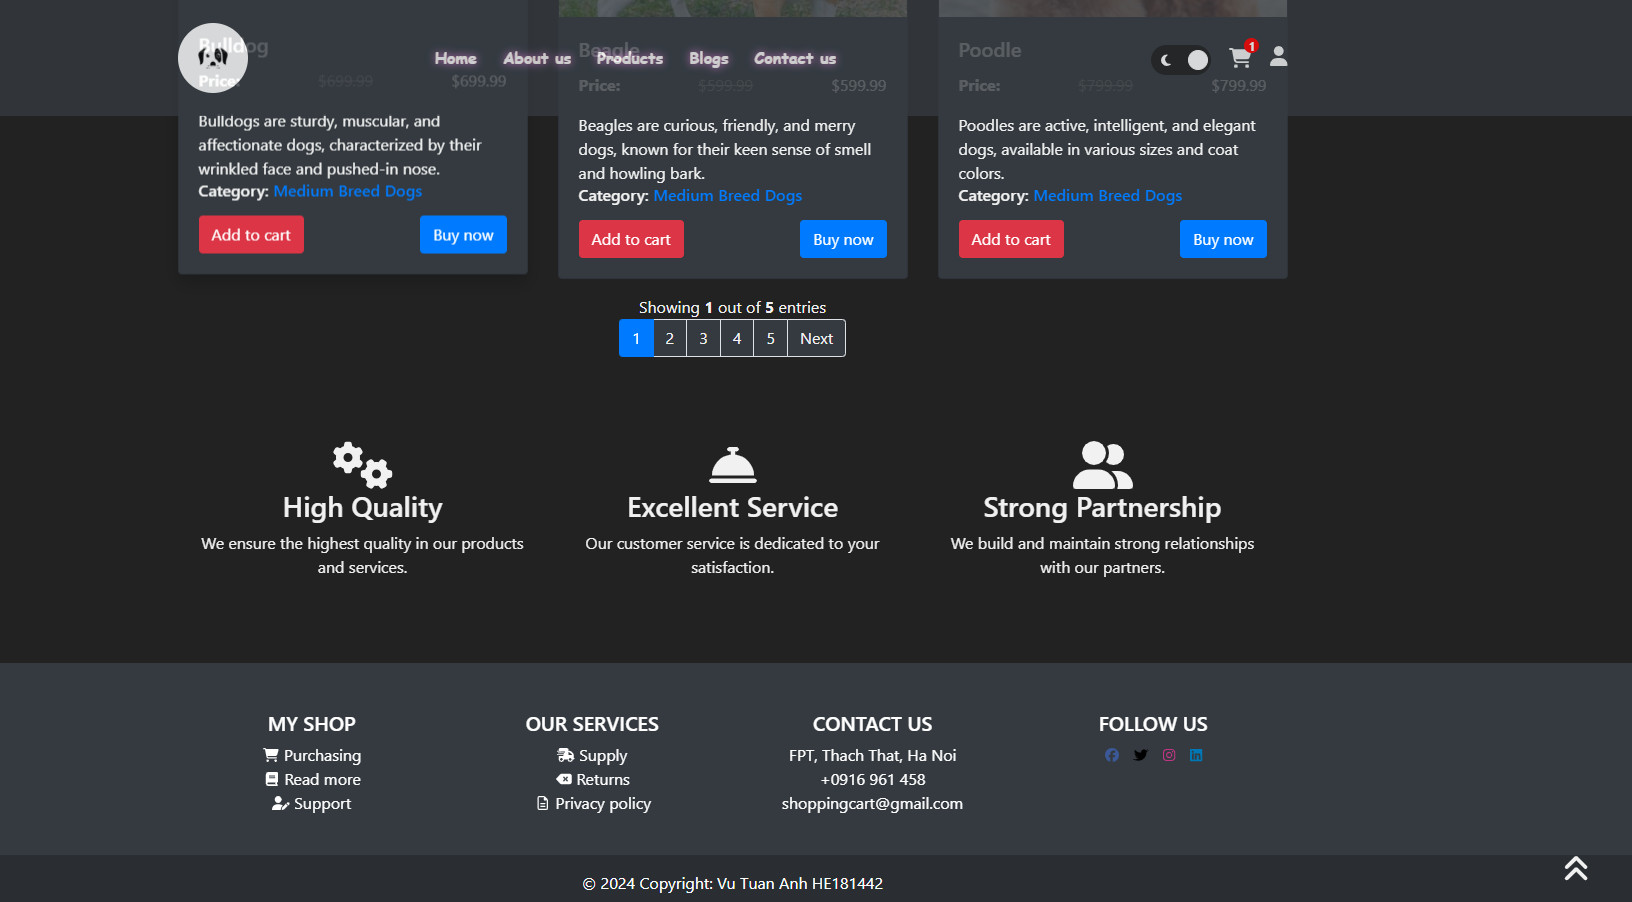 Home About us Products Blogs Contact us 1
Bulldog
Price: $699.99 $699.99
Bulldogs are sturdy, muscular, and
affectionate dogs, characterized by their
wrinkled face and pushed-in nose.
Category: Medium Breed Dogs
Add to cart Buy now
Beagle
Price: $599.99 $599.99
Beagles are curious, friendly, and merry
dogs, known for their keen sense of smell
and howling bark.
Category: Medium Breed Dogs
Add to cart Buy now
Poodle
Price: $799.99 $799.99
Poodles are active, intelligent, and elegant
dogs, available in various sizes and coat
colors.
Category: Medium Breed Dogs
Add to cart Buy now
Showing 1 out of 5 entries
1 2 3 4 5 Next
High Quality
We ensure the highest quality in our products
and services.
Excellent Service
Our customer service is dedicated to your
satisfaction.
Strong Partnership
We build and maintain strong relationships
with our partners.
MY SHOP
Purchasing
Read more
Support
OUR SERVICES
Supply
Returns
Privacy policy
CONTACT US
FPT, Thach That, Ha Noi
+0916 961 458
shoppingcart@gmail.com
FOLLOW US
© 2024 Copyright: Vu Tuan Anh HE181442